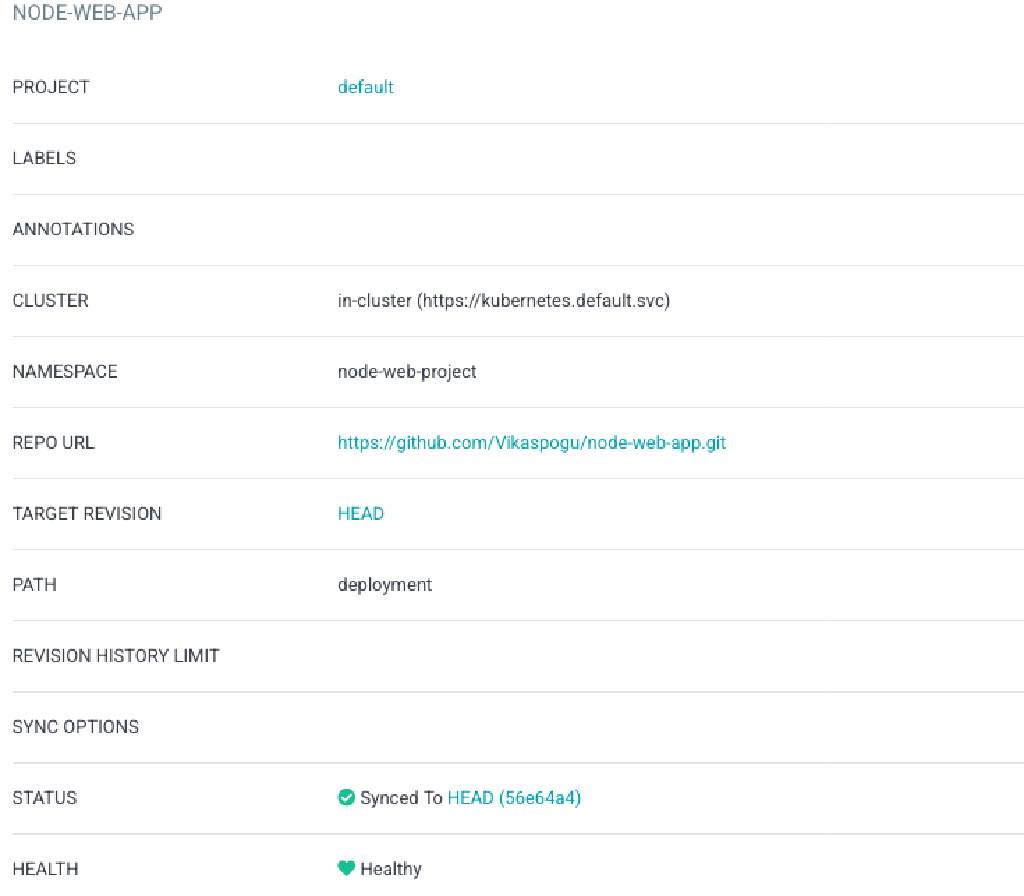 NODE-WEB-APP
PROJECT default
LABELS
ANNOTATIONS
CLUSTER in-cluster (https://kubernetes.default.svc)
NAMESPACE node-web-project
REPO URL https://github.com/Vikaspogu/node-web-app.git
TARGET REVISION HEAD
PATH deployment
REVISION HISTORY LIMIT
SYNC OPTIONS
STATUS Synced To HEAD (56e64a4)
HEALTH Healthy